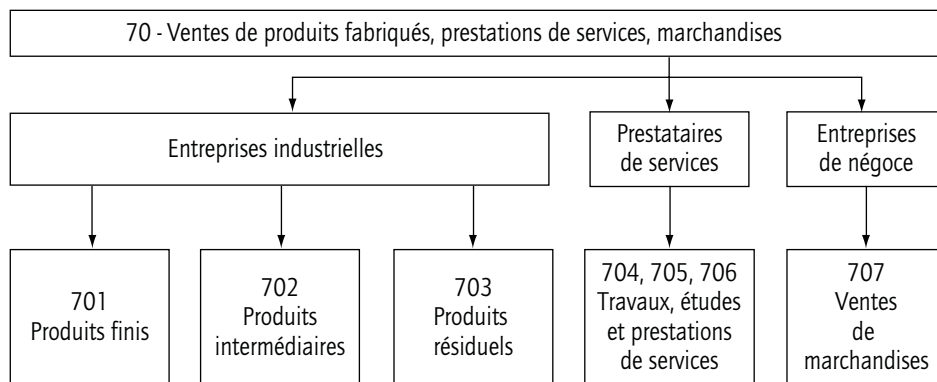 70 - Ventes de produits fabriqués, prestations de services, marchandises
Entreprises industrielles
Prestataires
de services
Entreprises
de négoce
701
Produits finis
702
Produits
intermédiaires
703
Produits
résiduels
704, 705, 706
Travaux, études
et prestations
de services
707
Ventes
de
marchandises